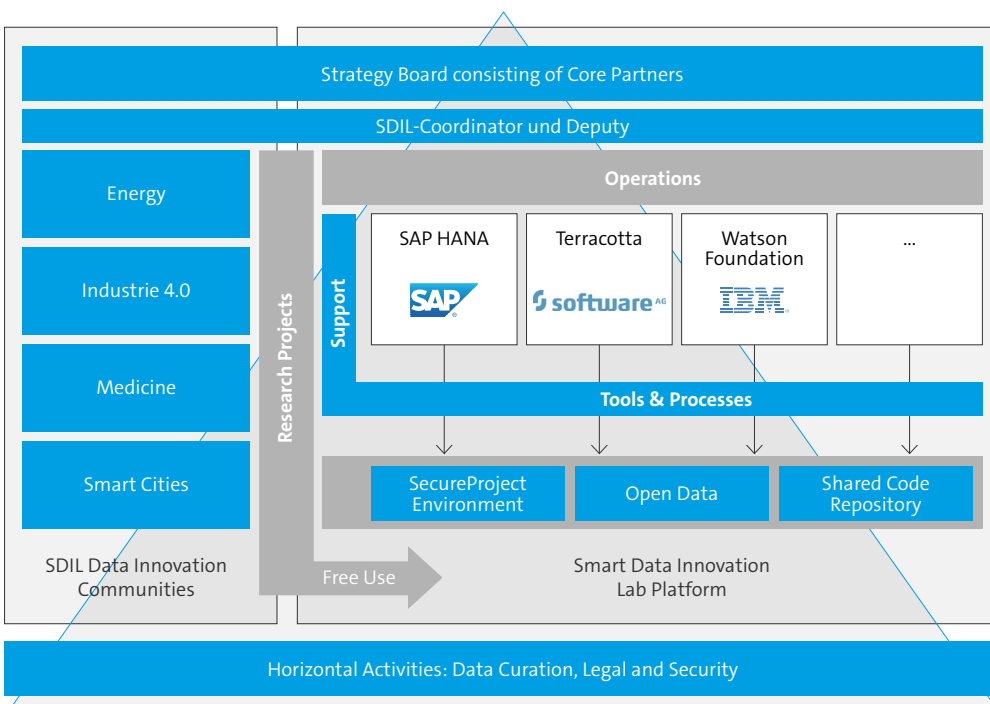 Strategy Board consisting of Core Partners
SDIL-Coordinator und Deputy
Energy
Industrie 4.0
Medicine
Smart Cities
SDIL Data Innovation
Communities
Research Projects
Free Use
Operations
Support
SAP HANA
SAP
®
Terracotta
software AG
Watson
Foundation
IBM
®
...
Tools & Processes
SecureProject
Environment
Open Data
Shared Code
Repository
Smart Data Innovation
Lab Platform
Horizontal Activities: Data Curation, Legal and Security